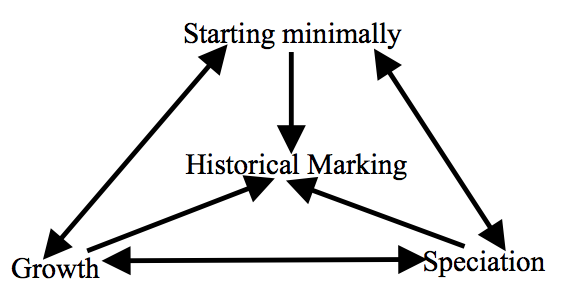 Starting minimally
Historical Marking
Growth
Speciation